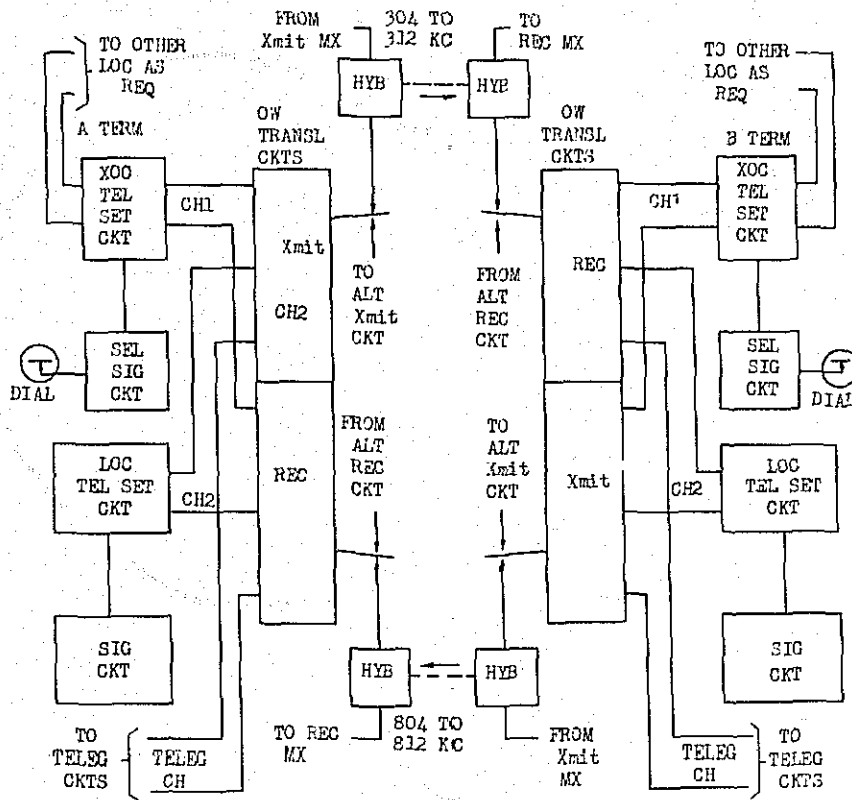 FROM
Xmit MX
304 TO
312 KC
TO
REC MX
TO OTHER
LOC AS
REQ
TO OTHER
LOC AS
REQ
HYB
HYB
A TERM
OW
TRANSL
CKTS
OW
TRANSL
CKTS
B TERM
XOC
TEL
SET
CKT
CH1
CH1
XOC
TEL
SET
CKT
Xmit
CH2
REC
TO
ALT
Xmit
CKT
FROM
ALT
REC
CKT
SEL
SIG
CKT
SEL
SIG
CKT
DIAL
DIAL
FROM
ALT
REC
CKT
TO
ALT
Xmit
CKT
LOC
TEL SET
CKT
CH2
REC
Xmit
CH2
LOC
TEL SET
CKT
SIG
CKT
SIG
CKT
HYB
HYB
TO REC
MX
804 TO
812 KC
FROM
Xmit
MX
TO
TELEG
CKTS
TELEG
CH
TELEG
CH
TO
TELEG
CKTS